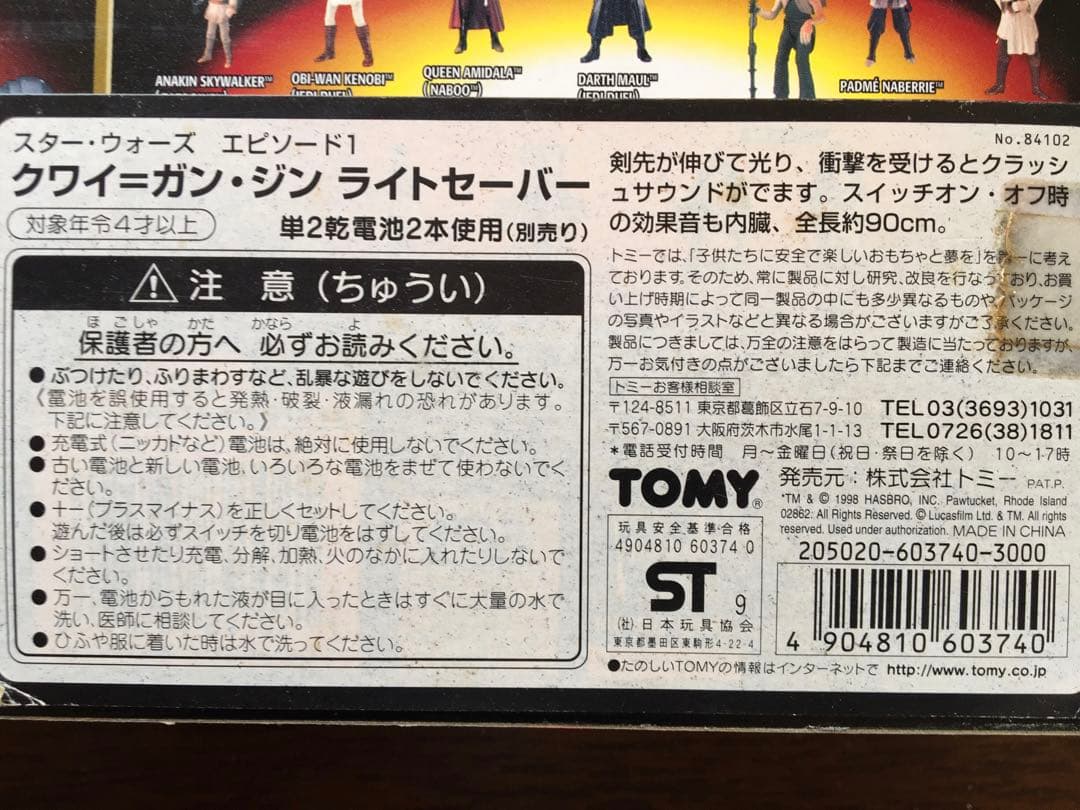 ANAKIN SKYWALKER™
OBI-WAN KENOBI™
(JEDI DUEL)
QUEEN AMIDALA™
(NABOO)
DARTH MAUL™
(JEDI DUEL)
PADMÉ NABERRIE™
No.84102
スター・ウォーズ エピソード1
クワイ=ガン・ジン ライトセーバー
対象年令4才以上
単2乾電池2本使用(別売り)
⚠注 意(ちゅうい)
ほごしゃ かた かなら よ
保護者の方へ 必ずお読みください。
●ぶつけたり、ふりまわすなど、乱暴な遊びをしないでください。
《電池を誤使用すると発熱・破裂・液漏れの恐れがあります。
下記に注意してください。》
●充電式(ニッカドなど)電池は、絶対に使用しないでください。
●古い電池と新しい電池、いろいろな電池をまぜて使わないでく
ださい。
●+-(プラスマイナス)を正しくセットしてください。
遊んだ後は必ずスイッチを切り電池をはずしてください。
●ショートさせたり充電、分解、加熱、火のなかに入れたりしないで
ください。
●万一、電池からもれた液が目に入ったときはすぐに大量の水で
洗い、医師に相談してください。
●ひふや服に着いた時は水で洗ってください。
剣先が伸びて光り、衝撃を受けるとクラッシ
ュサウンドがでます。スイッチオン・オフ時
の効果音も内臓、全長約90cm。
トミーでは、「子供たちに安全で楽しいおもちゃと夢を」を 一に考え
ております。そのため、常に製品に対し研究、改良を行なっており、お買
い上げ時期によって同一製品の中にも多少異なるものや、パッケージ
の写真やイラストなどと異なる場合がございますがご了承ください。
製品につきましては、万全の注意をはらって製造に当たっておりますが、
万一お気付きの点がございましたら下記までご連絡ください。
トミーお客様相談室
〒124-8511 東京都葛飾区立石7-9-10 TEL03(3693)1031
〒567-0891 大阪府茨木市水尾1-1-13 TEL0726(38)1811
*電話受付時間 月〜金曜日(祝日・祭日を除く) 10〜17時
TOMY® 発売元：株式会社トミー PAT.P.
*TM & © 1998 HASBRO, INC. Pawtucket, Rhode Island
02862. All Rights Reserved. © Lucasfilm Ltd. & TM. All rights
reserved. Used under authorization. MADE IN CHINA
玩具安全基準合格
4904810 60374 0
ST 9
(社)日本玩具協会
東京都墨田区東駒形4-22-4
205020-603740-3000
4 904810 603740
●たのしいTOMYの情報はインターネットで http://www.tomy.co.jp